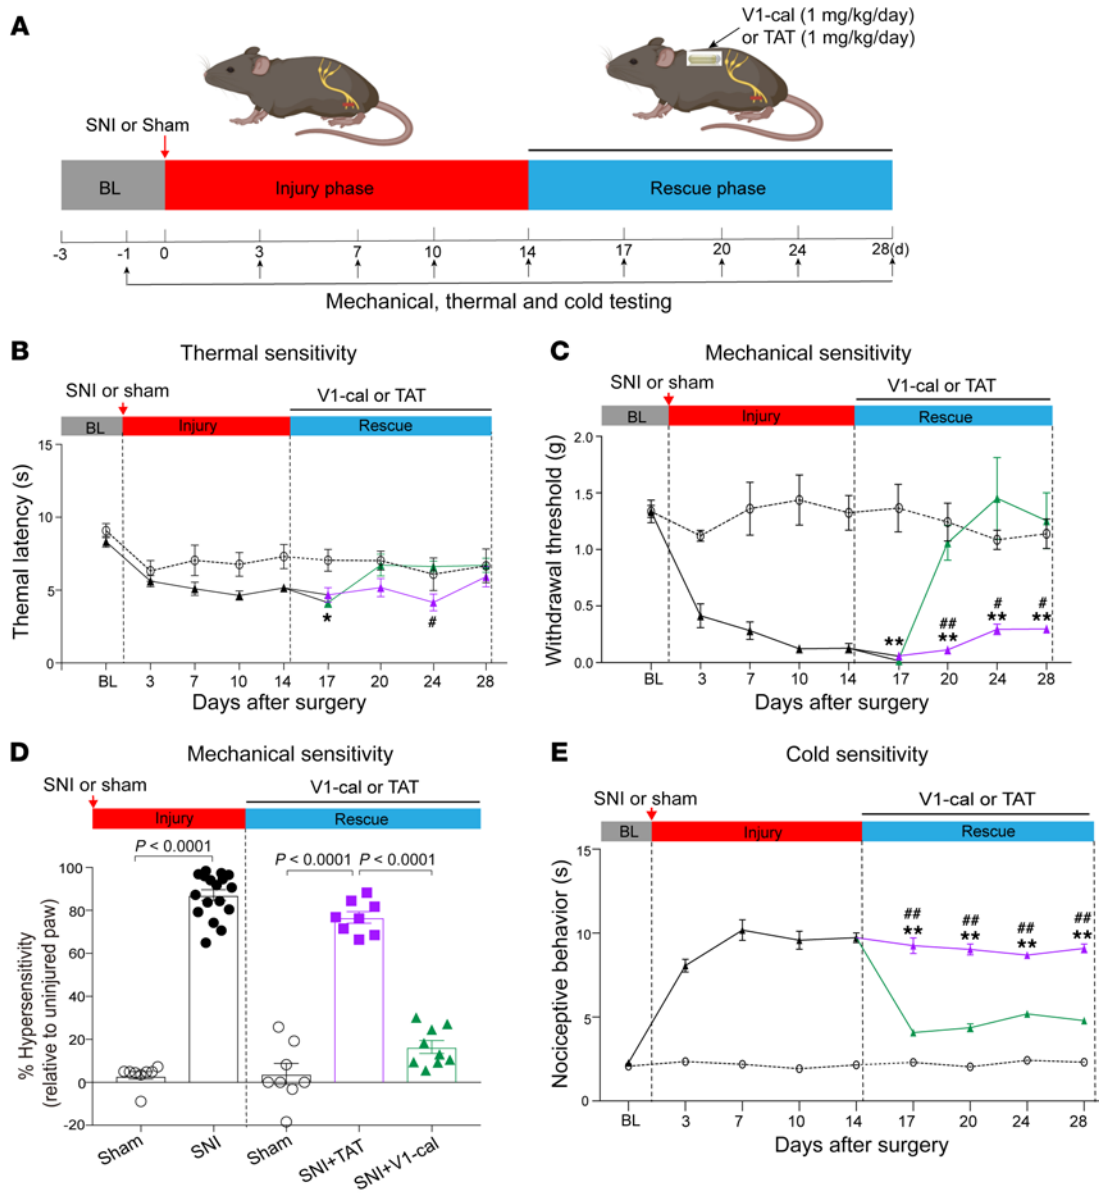 A
V1-cal (1 mg/kg/day)
or TAT (1 mg/kg/day)
SNI or Sham
BL Injury phase Rescue phase
-3 -1 0 3 7 10 14 17 20 24 28(d)
Mechanical, thermal and cold testing
B Thermal sensitivity
SNI or sham V1-cal or TAT
BL Injury Rescue
Thermal latency (s)
15
10
5
0
*
#
BL 3 7 10 14 17 20 24 28
Days after surgery
C Mechanical sensitivity
SNI or sham V1-cal or TAT
BL Injury Rescue
Withdrawal threshold (g)
2.0
1.5
1.0
0.5
0.0
## # #
** ** ** **
BL 3 7 10 14 17 20 24 28
Days after surgery
D Mechanical sensitivity
SNI or sham V1-cal or TAT
Injury Rescue
P < 0.0001 P < 0.0001 P < 0.0001
% Hypersensitivity
(relative to uninjured paw)
100
80
60
40
20
0
-20
Sham SNI Sham SNI+TAT SNI+V1-cal
E Cold sensitivity
SNI or sham V1-cal or TAT
BL Injury Rescue
Nociceptive behavior (s)
15
10
5
0
## ## ## ##
** ** ** **
BL 3 7 10 14 17 20 24 28
Days after surgery